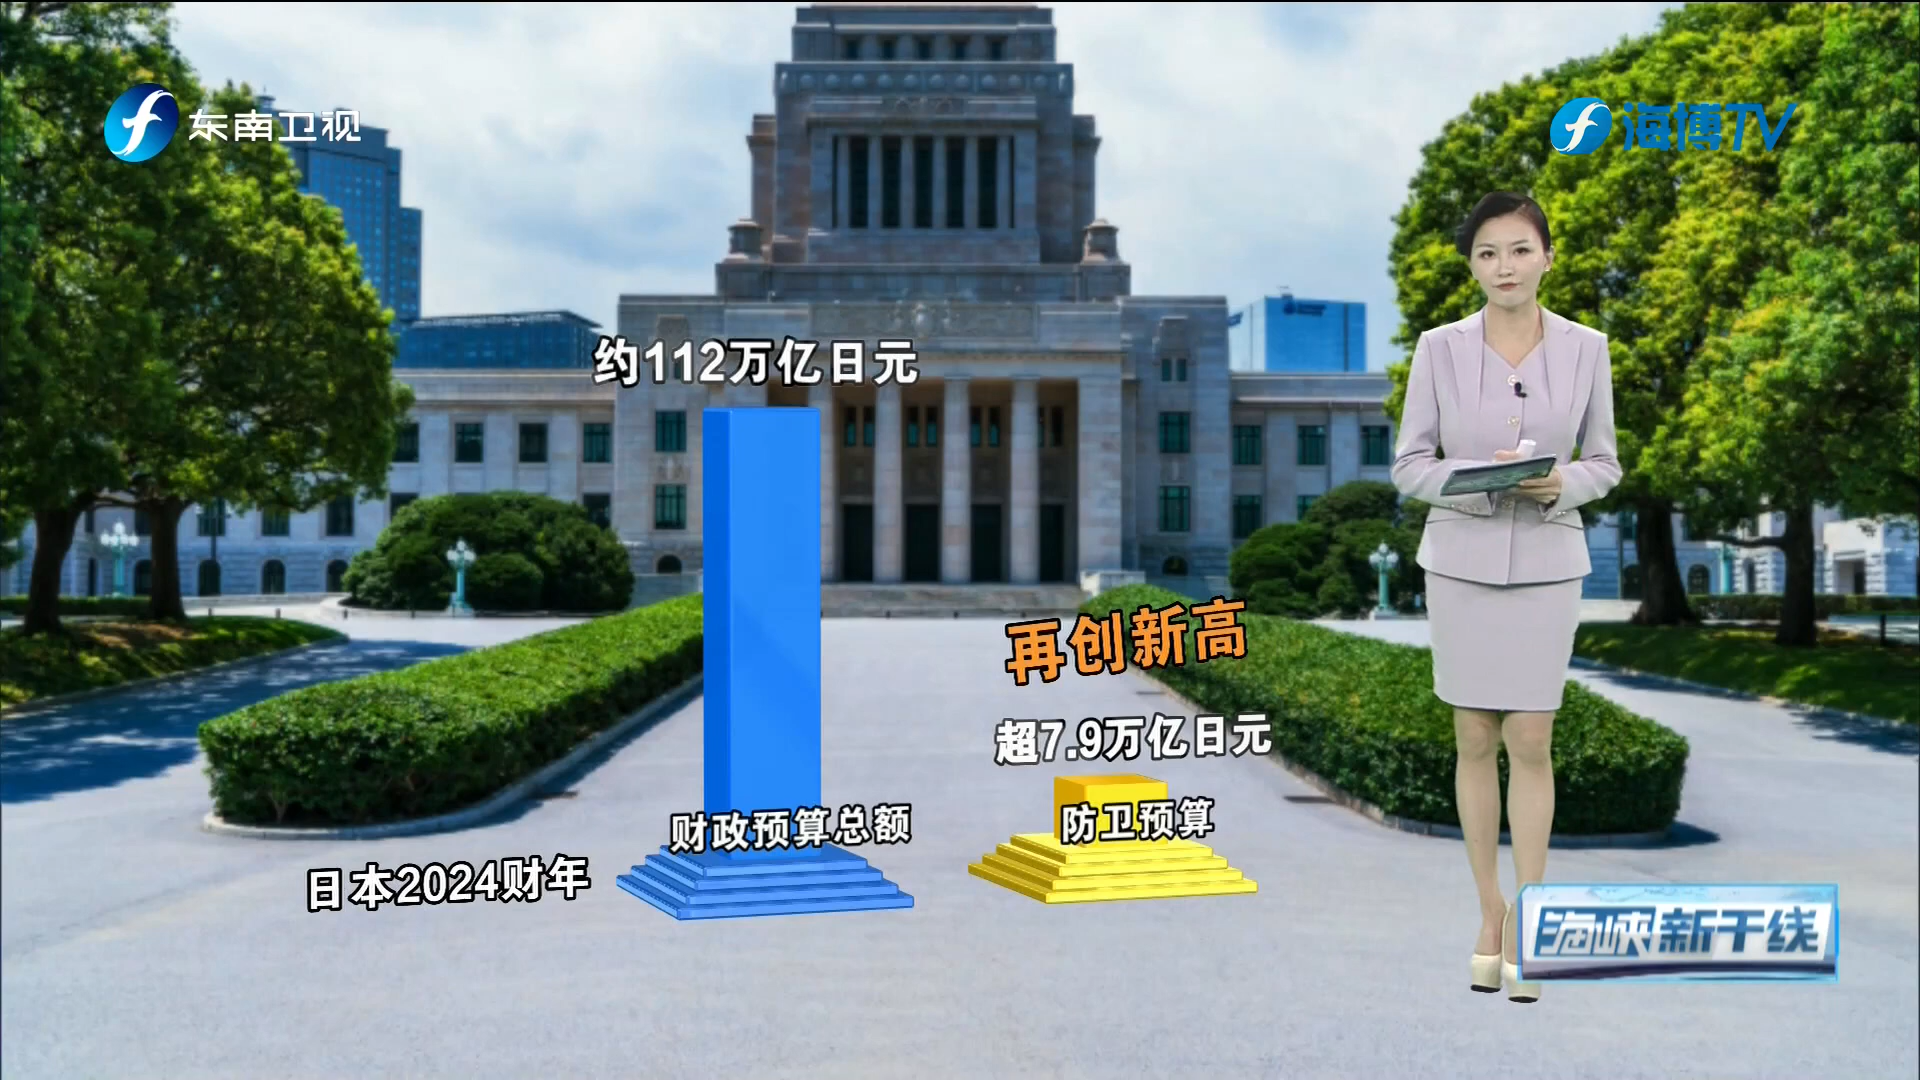 东南卫视
海博TV
约112万亿日元
再创新高
超7.9万亿日元
财政预算总额
防卫预算
日本2024财年
海峡新干线